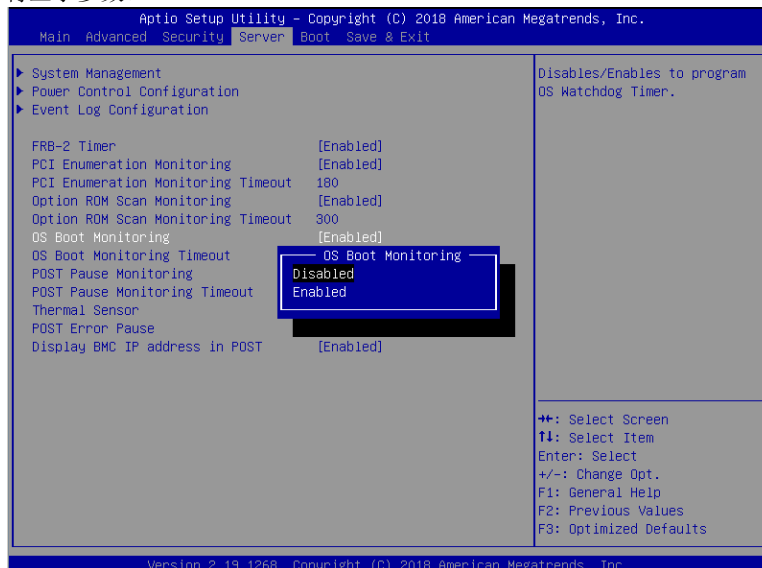 Aptio Setup Utility – Copyright (C) 2018 American Megatrends, Inc.
Main Advanced Security Server Boot Save & Exit
System Management
Power Control Configuration
Event Log Configuration
FRB-2 Timer [Enabled]
PCI Enumeration Monitoring [Enabled]
PCI Enumeration Monitoring Timeout 180
Option ROM Scan Monitoring [Enabled]
Option ROM Scan Monitoring Timeout 300
OS Boot Monitoring [Enabled]
OS Boot Monitoring Timeout
POST Pause Monitoring
POST Pause Monitoring Timeout
Thermal Sensor
POST Error Pause
Display BMC IP address in POST [Enabled]
OS Boot Monitoring
Disabled
Enabled
Disables/Enables to program
OS Watchdog Timer.
→←: Select Screen
↑↓: Select Item
Enter: Select
+/-: Change Opt.
F1: General Help
F2: Previous Values
F3: Optimized Defaults
Version 2.19.1268. Copyright (C) 2018 American Megatrends, Inc.